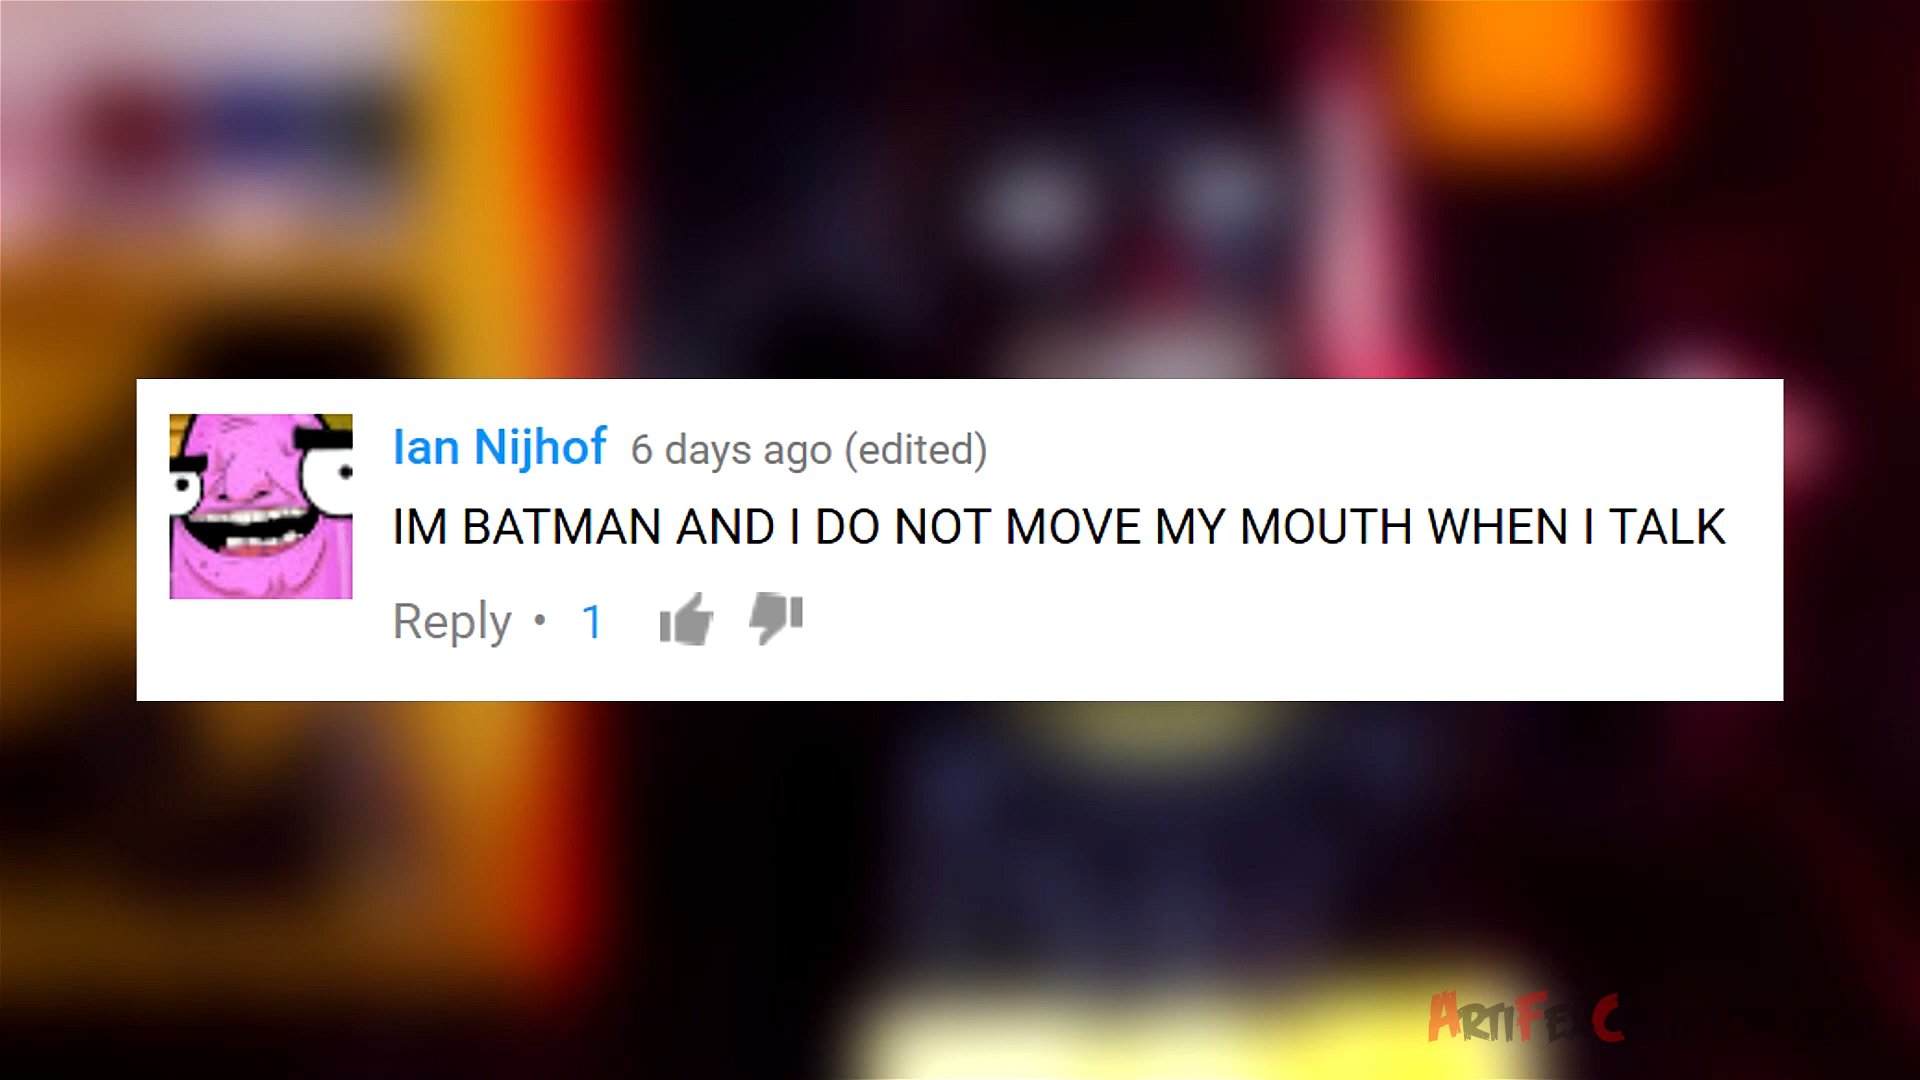 Ian Nijhof 6 days ago (edited)
IM BATMAN AND I DO NOT MOVE MY MOUTH WHEN I TALK
Reply • 1